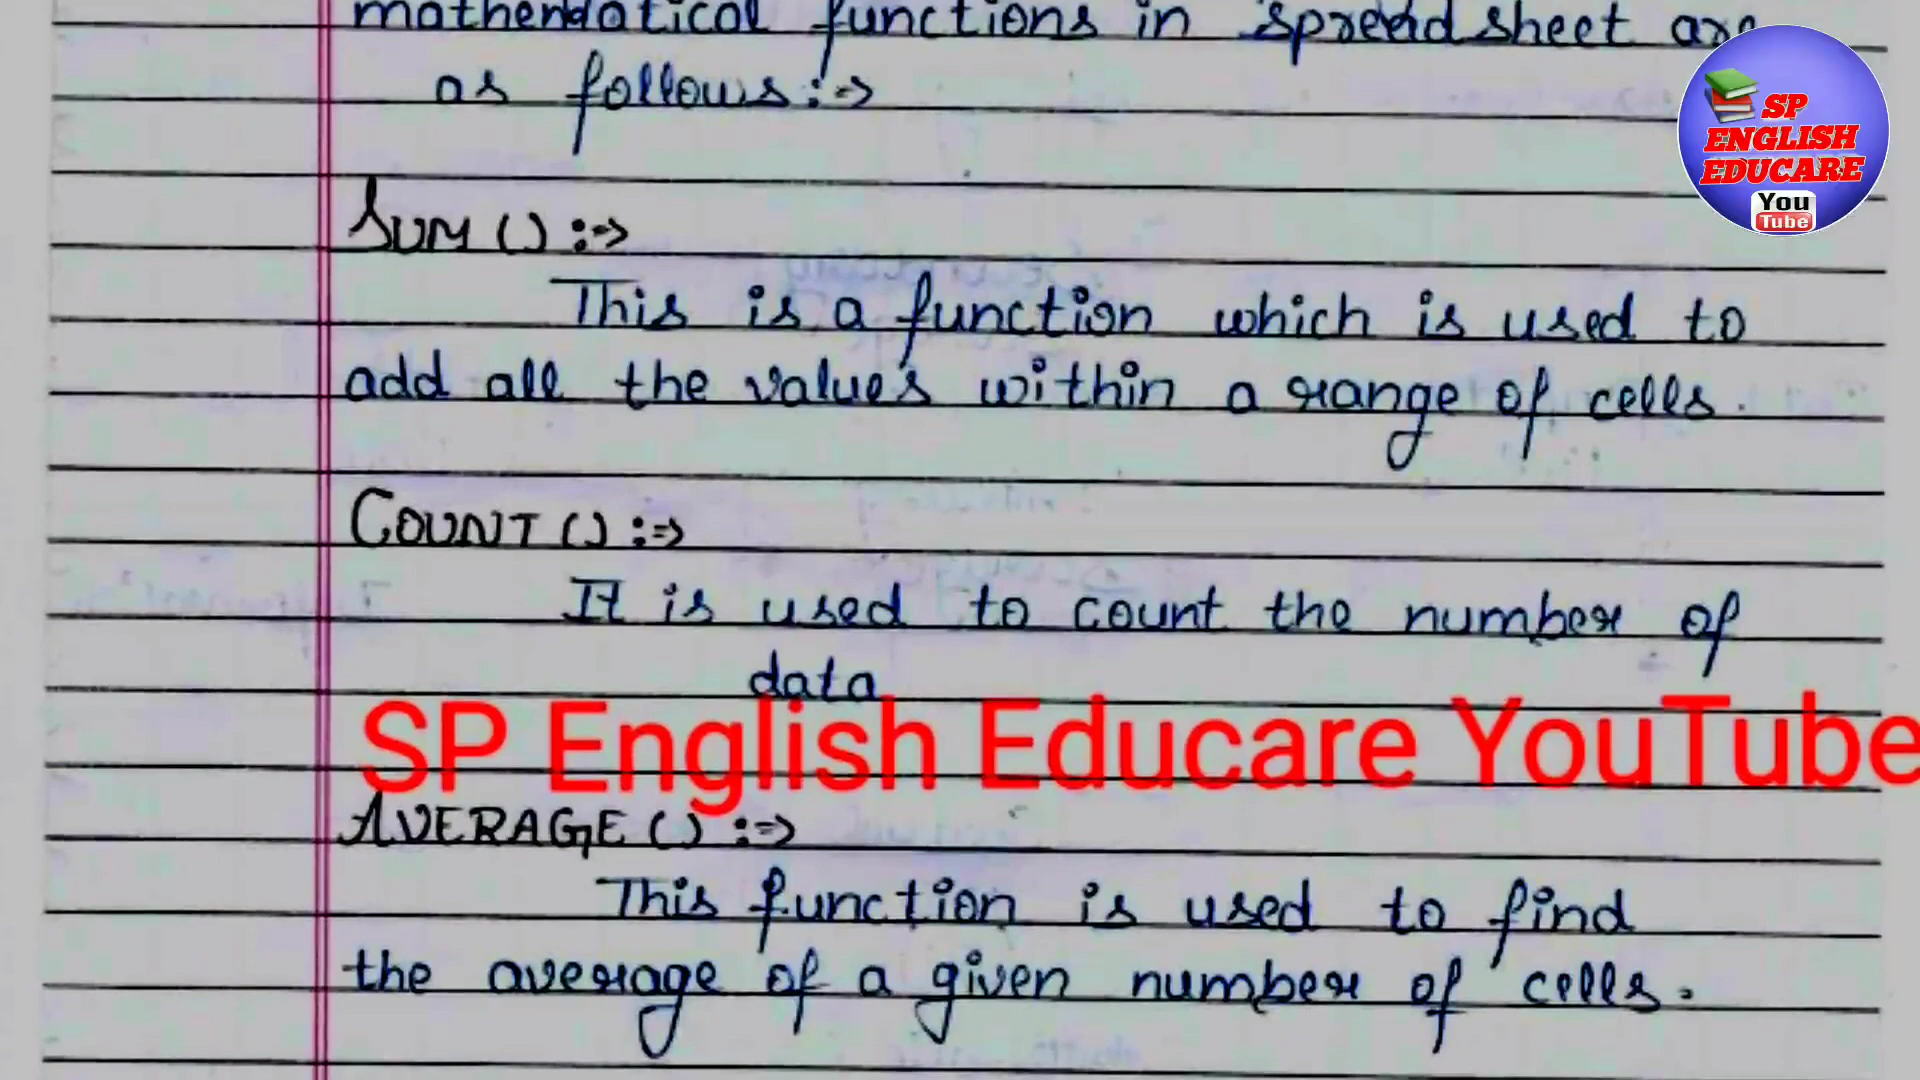 mathematical functions in spreadsheet are
as follows:->
SP
ENGLISH
EDUCARE
You
Tube
SUM():->
This is a function which is used to
add all the values within a range of cells.
COUNT():->
It is used to count the number of
data
SP English Educare YouTube
AVERAGE():->
This function is used to find
the average of a given number of cells.